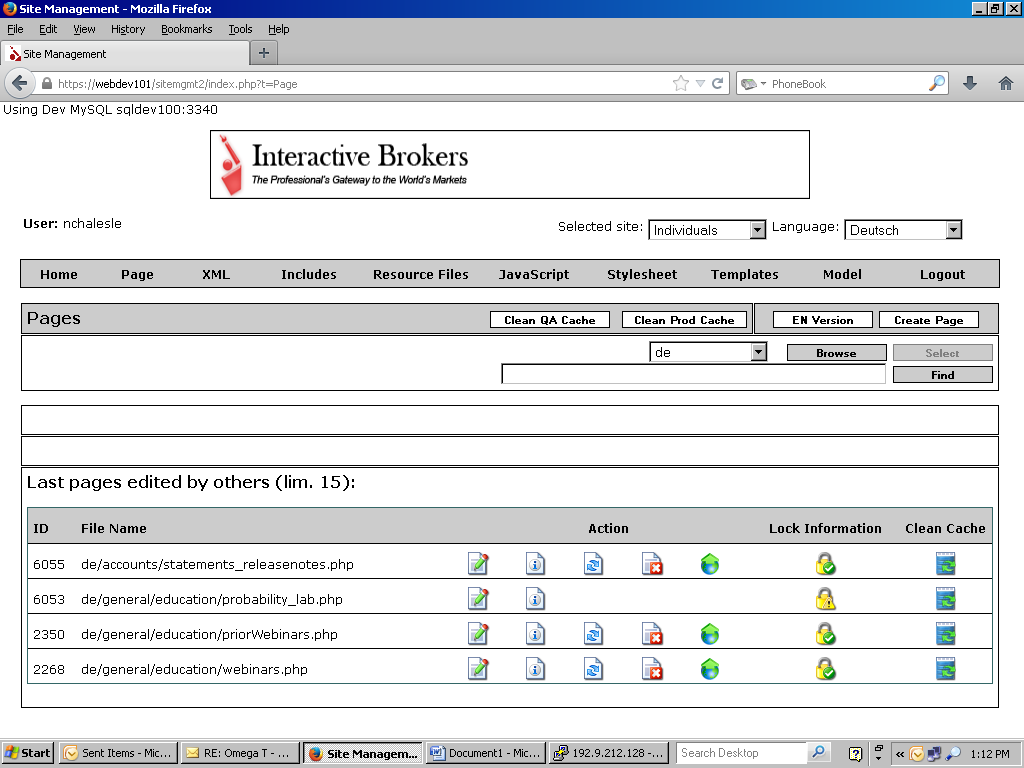 Site Management - Mozilla Firefox
File Edit View History Bookmarks Tools Help
Site Management
https://webdev101/sitemgmt2/index.php?t=Page PhoneBook
Using Dev MySQL sqldev100:3340
Interactive Brokers
The Professional's Gateway to the World's Markets
User: nchalesle Selected site: Individuals Language: Deutsch
Home Page XML Includes Resource Files JavaScript Stylesheet Templates Model Logout
Pages Clean QA Cache Clean Prod Cache EN Version Create Page
de Browse Select
Find
Last pages edited by others (lim. 15):
ID File Name Action Lock Information Clean Cache
6055 de/accounts/statements_releasenotes.php
6053 de/general/education/probability_lab.php
2350 de/general/education/priorWebinars.php
2268 de/general/education/webinars.php
Start Sent Items - Mic... RE: Omega T - ... Site Managem... Document1 - Mic... 192.9.212.128 -... Search Desktop 1:12 PM